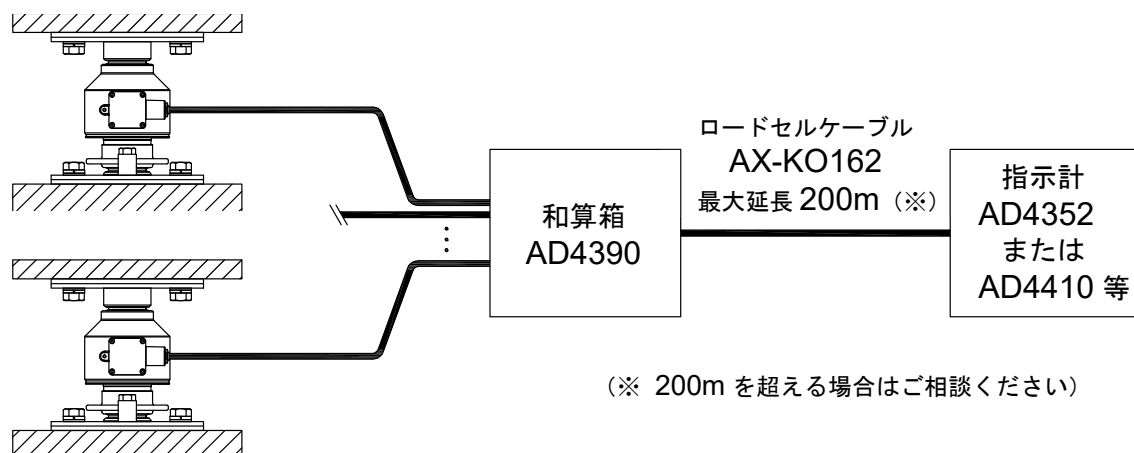 ロードセルケーブル
AX-KO162
最大延長 200m（※）
和算箱
AD4390
指示計
AD4352
または
AD4410 等
（※ 200m を超える場合はご相談ください）